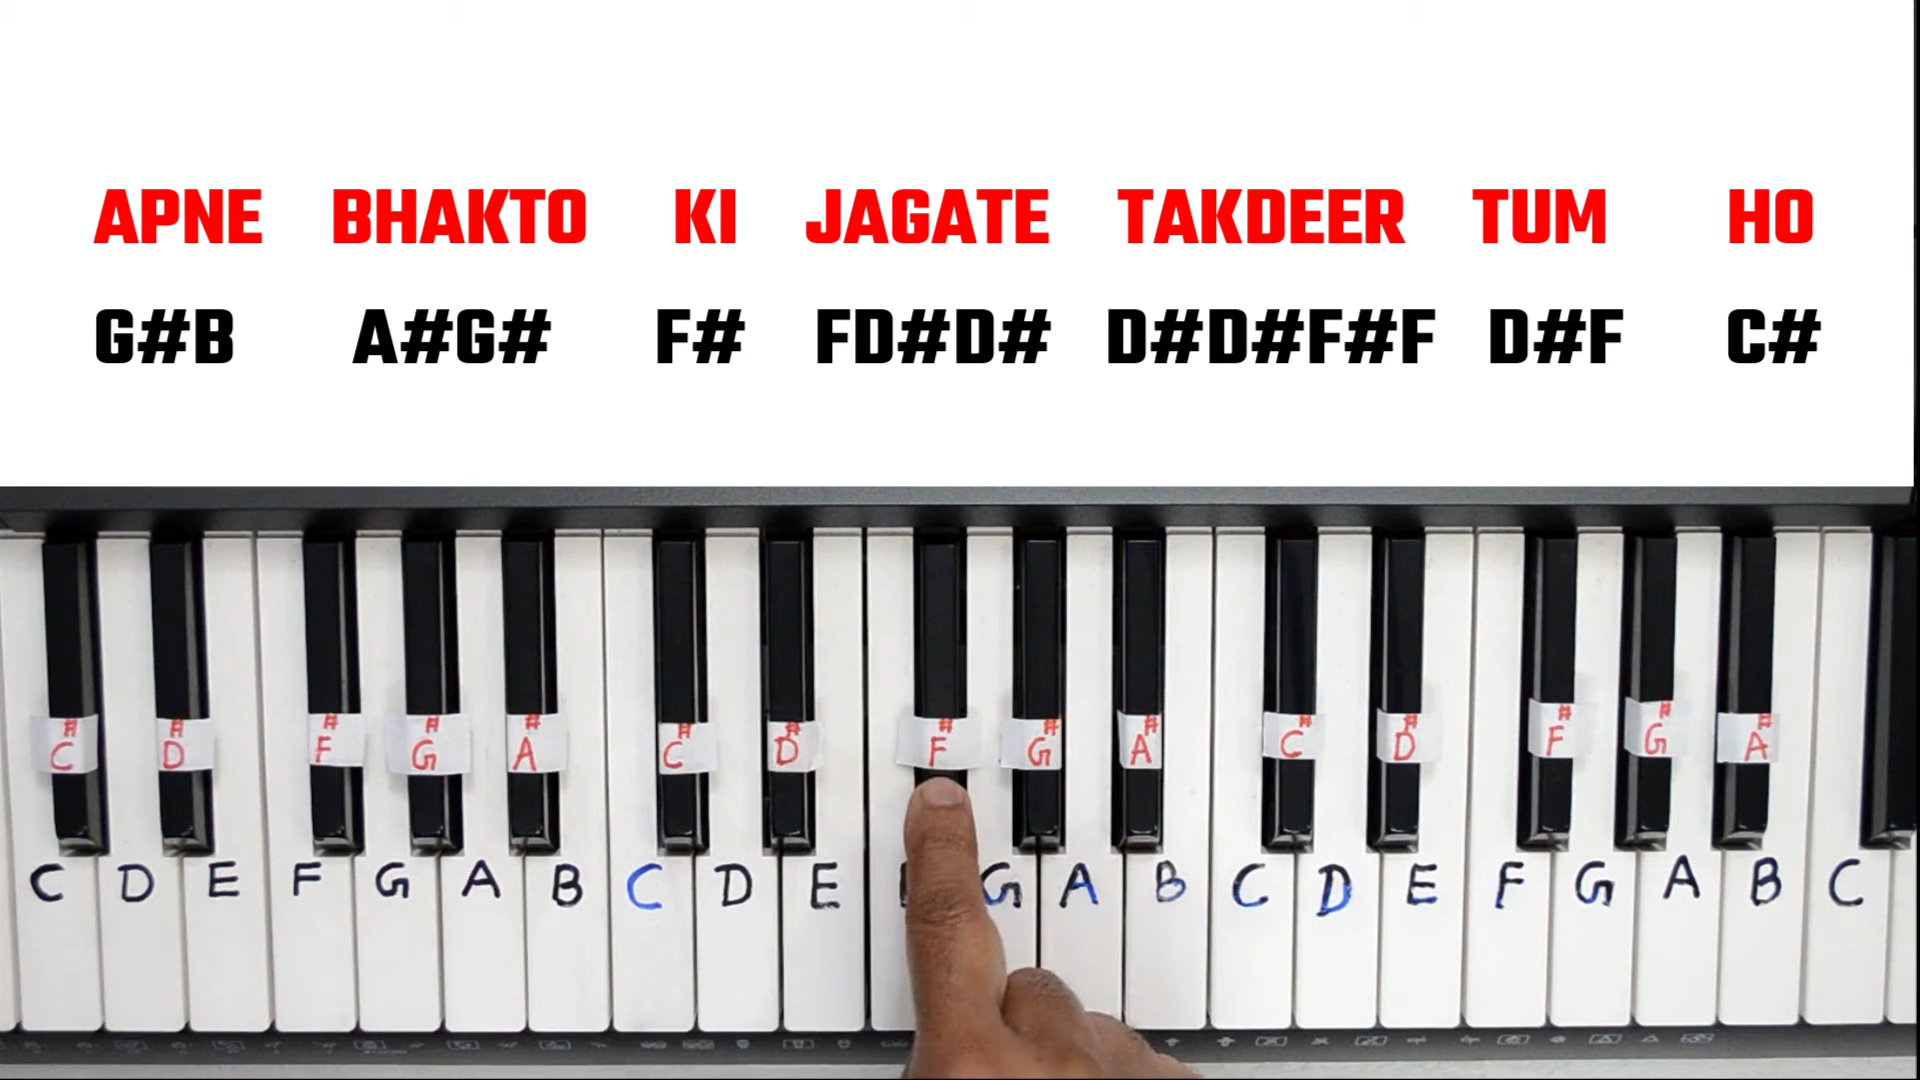 APNE BHAKTO KI JAGATE TAKDEER TUM HO
G#B A#G# F# FD#D# D#D#F#F D#F C#
C# D# F# G# A# C# D# F# G# A# C# D# F# G# A#
C D E F G A B C D E G A B C D E F G A B C